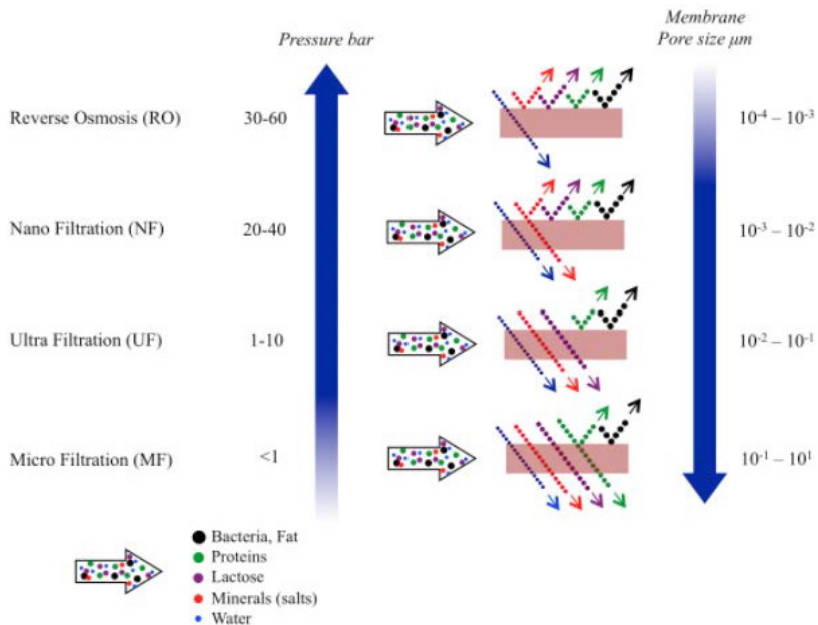 Pressure bar
Membrane
Pore size μm
Reverse Osmosis (RO)
30-60
10⁻⁴ – 10⁻³
Nano Filtration (NF)
20-40
10⁻³ – 10⁻²
Ultra Filtration (UF)
1-10
10⁻² – 10⁻¹
Micro Filtration (MF)
<1
10⁻¹ – 10¹
Bacteria, Fat
Proteins
Lactose
Minerals (salts)
Water